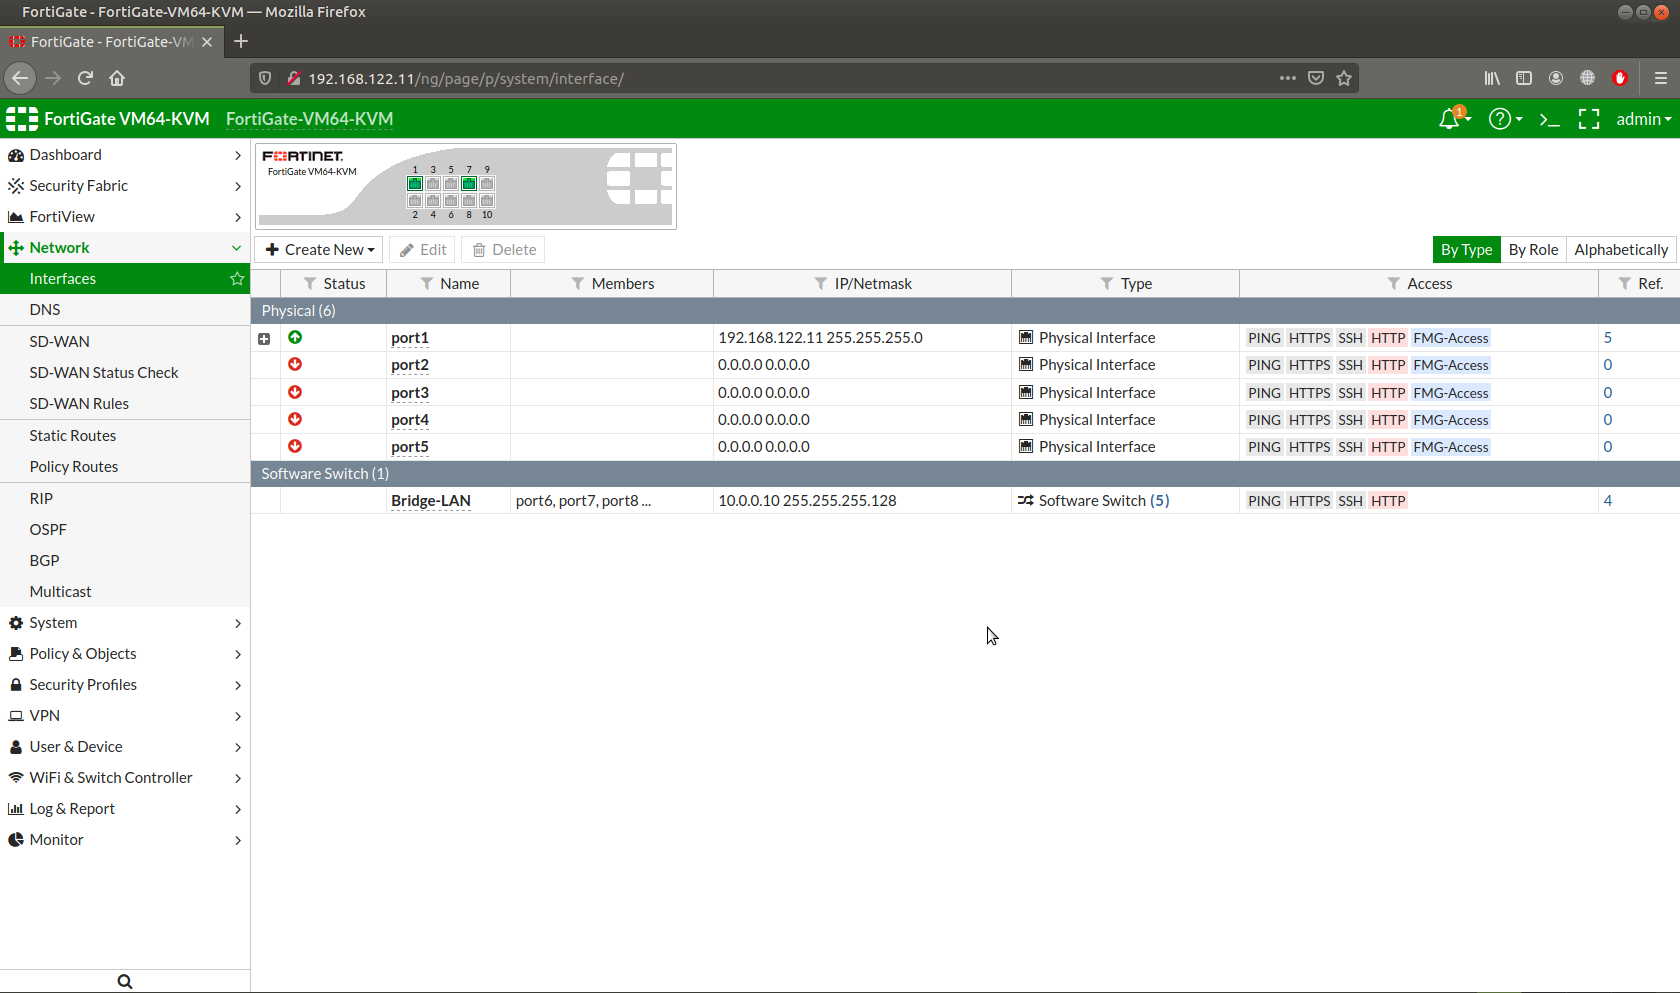 FortiGate - FortiGate-VM64-KVM — Mozilla Firefox
FortiGate - FortiGate-VM
192.168.122.11/ng/page/p/system/interface/
FortiGate VM64-KVM FortiGate-VM64-KVM
1
admin
Dashboard
Security Fabric
FortiView
Network
Interfaces
DNS
SD-WAN
SD-WAN Status Check
SD-WAN Rules
Static Routes
Policy Routes
RIP
OSPF
BGP
Multicast
System
Policy & Objects
Security Profiles
VPN
User & Device
WiFi & Switch Controller
Log & Report
Monitor
FORTINET
FortiGate VM64-KVM
1 3 5 7 9
2 4 6 8 10
Create New Edit Delete
By Type By Role Alphabetically
Status Name Members IP/Netmask Type Access Ref.
Physical (6)
port1 192.168.122.11 255.255.255.0 Physical Interface PING HTTPS SSH HTTP FMG-Access 5
port2 0.0.0.0 0.0.0.0 Physical Interface PING HTTPS SSH HTTP FMG-Access 0
port3 0.0.0.0 0.0.0.0 Physical Interface PING HTTPS SSH HTTP FMG-Access 0
port4 0.0.0.0 0.0.0.0 Physical Interface PING HTTPS SSH HTTP FMG-Access 0
port5 0.0.0.0 0.0.0.0 Physical Interface PING HTTPS SSH HTTP FMG-Access 0
Software Switch (1)
Bridge-LAN port6, port7, port8 ... 10.0.0.10 255.255.255.128 Software Switch (5) PING HTTPS SSH HTTP 4